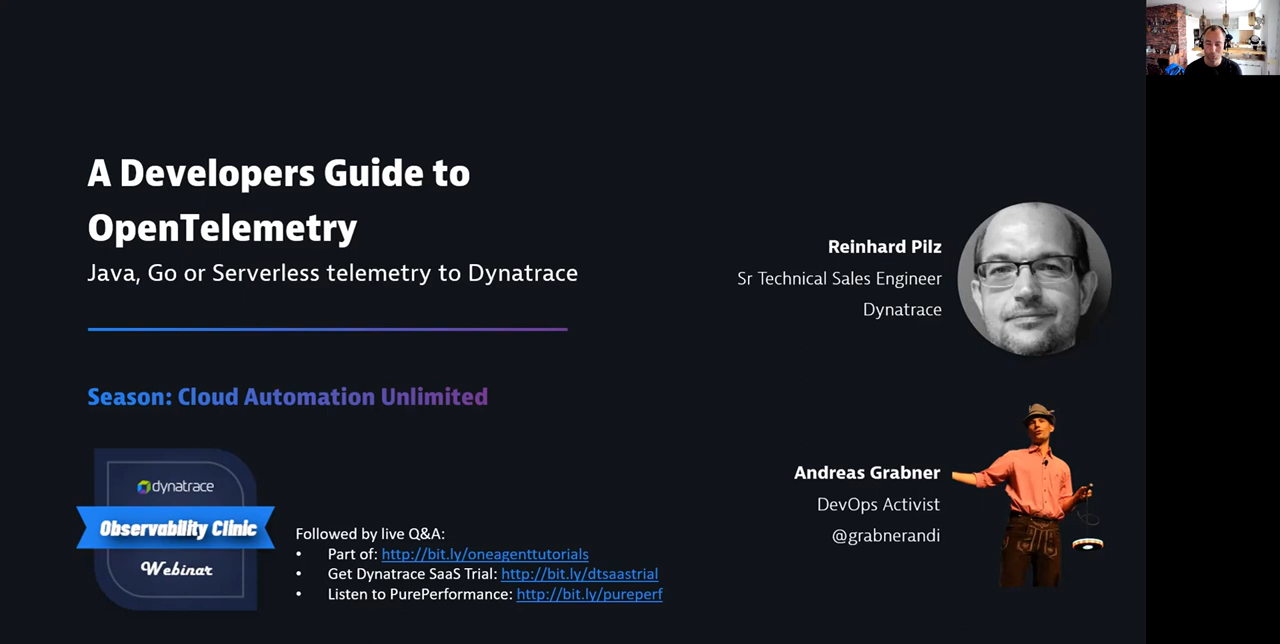 A Developers Guide to
OpenTelemetry
Java, Go or Serverless telemetry to Dynatrace
Season: Cloud Automation Unlimited
dynatrace
Observability Clinic
Webinar
Followed by live Q&A:
• Part of: http://bit.ly/oneagenttutorials
• Get Dynatrace SaaS Trial: http://bit.ly/dtsaastrial
• Listen to PurePerformance: http://bit.ly/pureperf
Reinhard Pilz
Sr Technical Sales Engineer
Dynatrace
Andreas Grabner
DevOps Activist
@grabnerandi